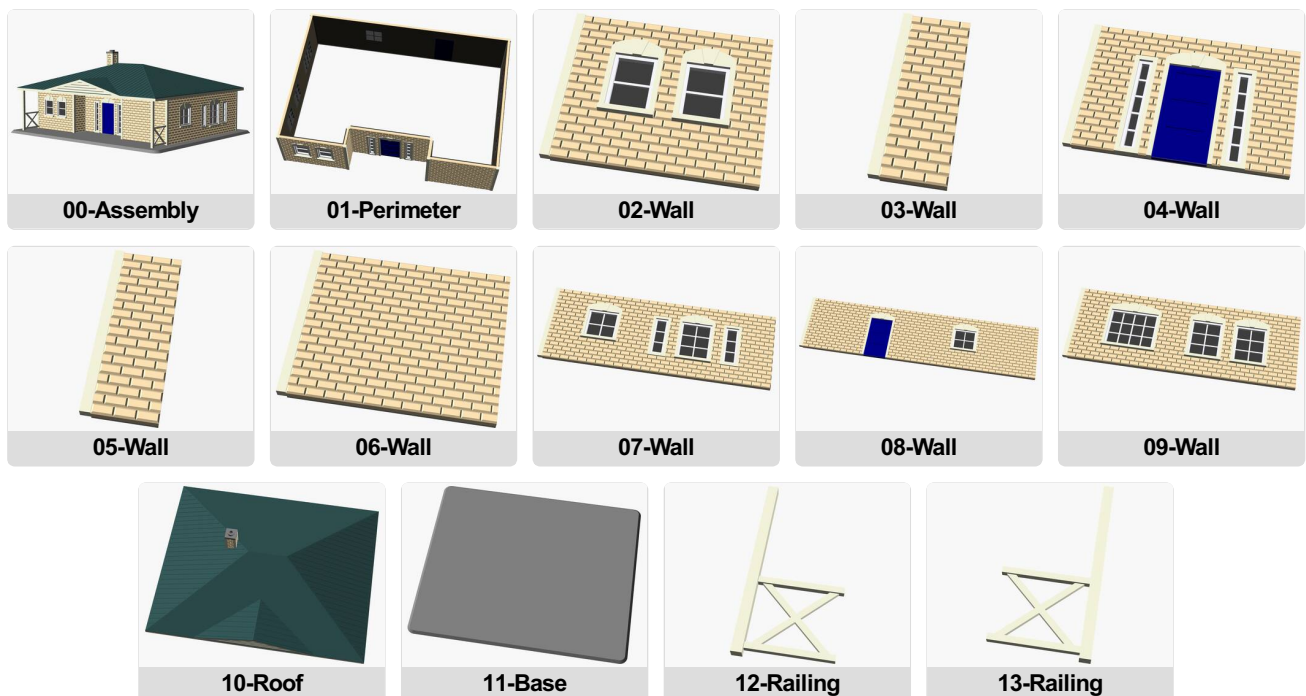 00-Assembly
01-Perimeter
02-Wall
03-Wall
04-Wall
05-Wall
06-Wall
07-Wall
08-Wall
09-Wall
10-Roof
11-Base
12-Railing
13-Railing